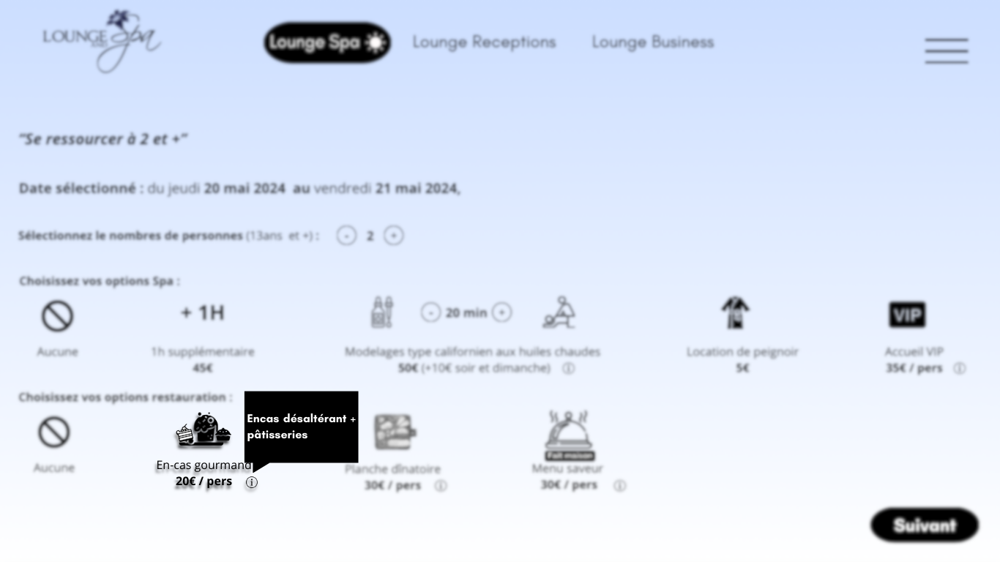 LOUNGE Spa
Lounge Spa
Lounge Receptions
Lounge Business
“Se ressourcer à 2 et +”
Date sélectionné : du jeudi 20 mai 2024 au vendredi 21 mai 2024,
Sélectionnez le nombres de personnes (13ans et +) : - 2 +
Choisissez vos options Spa :
+ 1H
- 20 min +
VIP
Aucune
1h supplémentaire
Modelages type californien aux huiles chaudes
Location de peignoir
Accueil VIP
45€
50€ (+10€ soir et dimanche) i
5€
35€ / pers i
Choisissez vos options restauration :
Encas désaltérant +
pâtisseries
Fait maison
Aucune
En-cas gourmand
Planche dînatoire
Menu saveur
20€ / pers i
30€ / pers i
30€ / pers i
Suivant